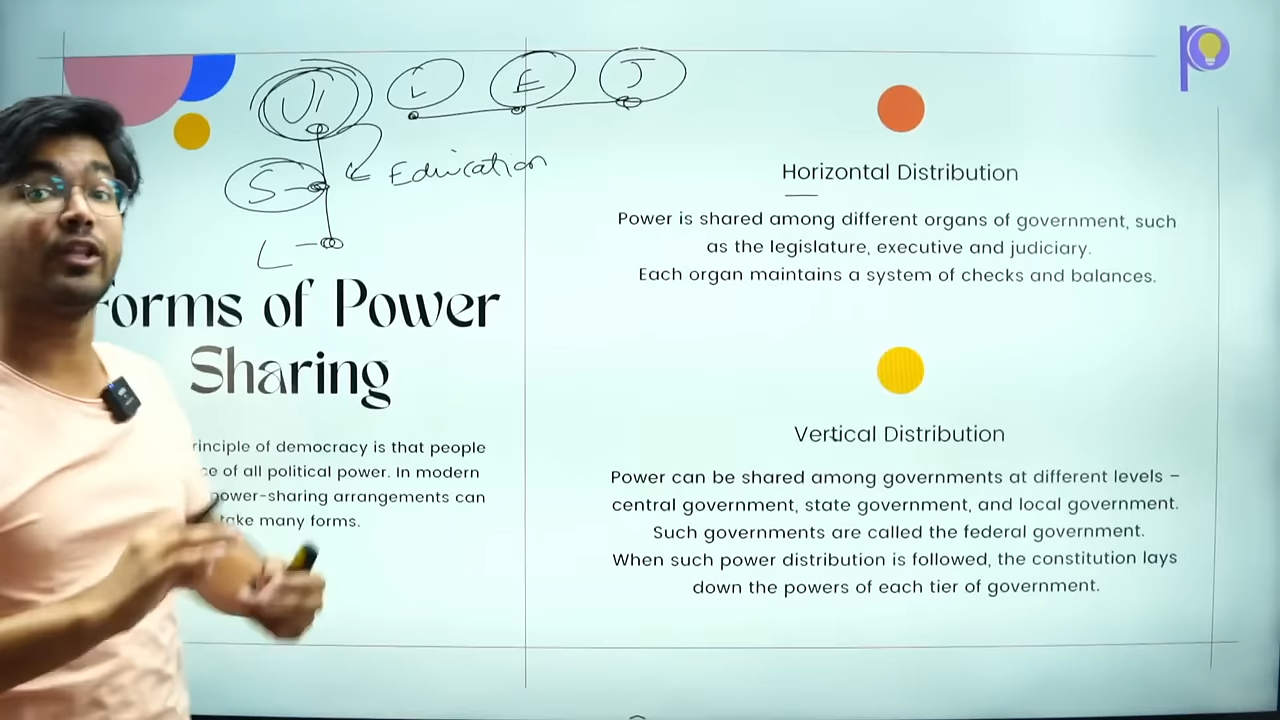 UI L E J
Education
S
L
Forms of Power
Sharing
rinciple of democracy is that people
ce of all political power. In modern
power-sharing arrangements can
take many forms.
Horizontal Distribution
Power is shared among different organs of government, such
as the legislature, executive and judiciary.
Each organ maintains a system of checks and balances.
Vertical Distribution
Power can be shared among governments at different levels –
central government, state government, and local government.
Such governments are called the federal government.
When such power distribution is followed, the constitution lays
down the powers of each tier of government.